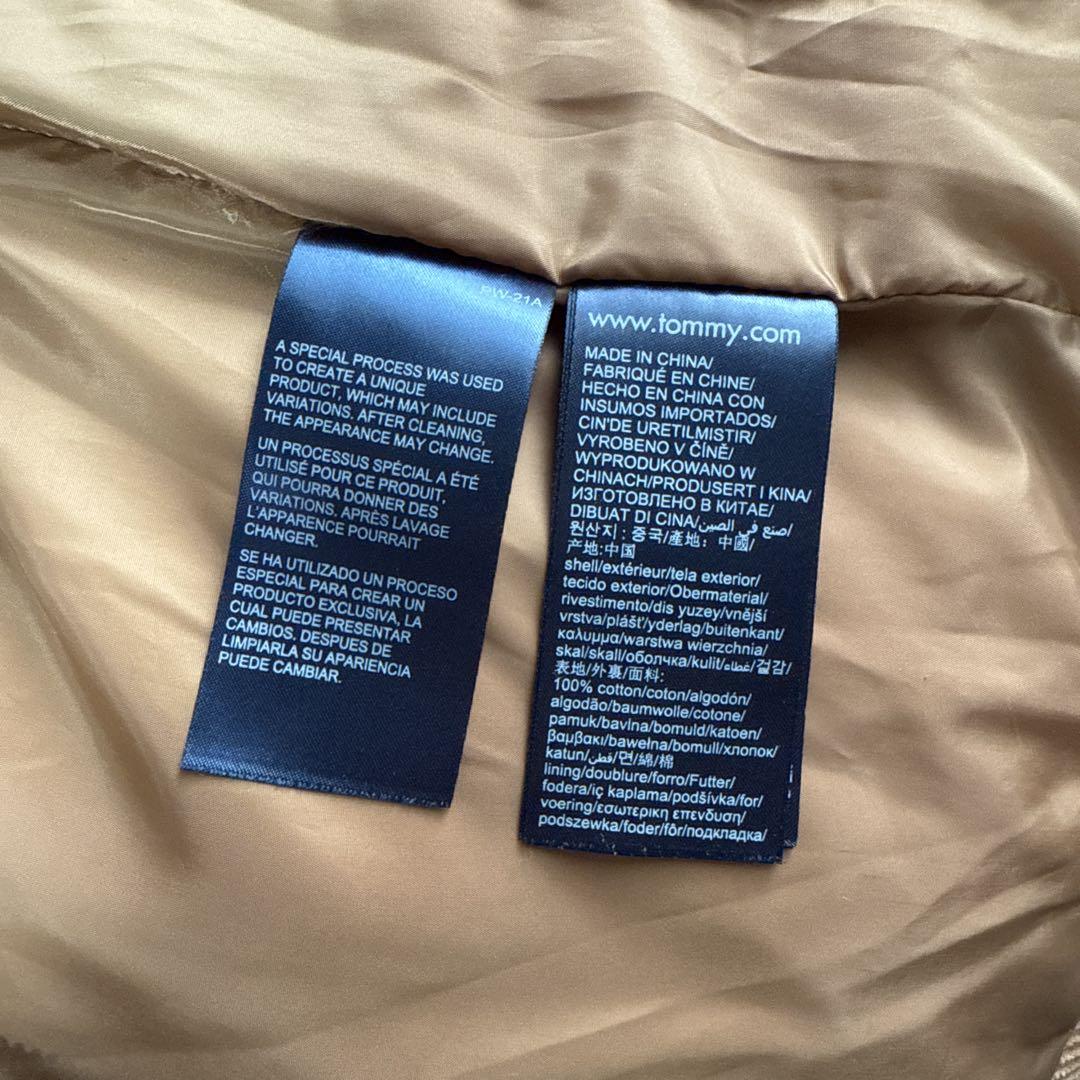 PW-21A
A SPECIAL PROCESS WAS USED
TO CREATE A UNIQUE
PRODUCT, WHICH MAY INCLUDE
VARIATIONS. AFTER CLEANING,
THE APPEARANCE MAY CHANGE.
UN PROCESSUS SPÉCIAL A ÉTÉ
UTILISÉ POUR CE PRODUIT,
QUI POURRA DONNER DES
VARIATIONS. APRÈS LAVAGE
L'APPARENCE POURRAIT
CHANGER.
SE HA UTILIZADO UN PROCESO
ESPECIAL PARA CREAR UN
PRODUCTO EXCLUSIVA, LA
CUAL PUEDE PRESENTAR
CAMBIOS. DESPUES DE
LIMPIARLA SU APARIENCIA
PUEDE CAMBIAR.
www.tommy.com
MADE IN CHINA/
FABRIQUÉ EN CHINE/
HECHO EN CHINA CON
INSUMOS IMPORTADOS/
CIN'DE URETILMISTIR/
VYROBENO V ČÍNĚ/
WYPRODUKOWANO W
CHINACH/PRODUSERT I KINA/
ИЗГОТОВЛЕНО В КИТАЕ/
DIBUAT DI CINA/صنع في الصين/
원산지 : 중국/產地：中國/
产地:中国
shell/extérieur/tela exterior/
tecido exterior/Obermaterial/
rivestimento/dis yuzey/vnější
vrstva/plášť/yderlag/buitenkant/
καλυμμα/warstwa wierzchnia/
skal/skall/оболчка/kulit/غطاء/겉감/
表地/外裏/面料:
100% cotton/coton/algodón/
algodão/baumwolle/cotone/
pamuk/bavlna/bomuld/katoen/
βαμβακι/bawełna/bomull/хлопок/
katun/قطن/면/綿/棉
lining/doublure/forro/Futter/
fodera/iç kaplama/podšívka/for/
voering/εσωτερικη επενδυση/
podszewka/foder/fôr/подкладка/